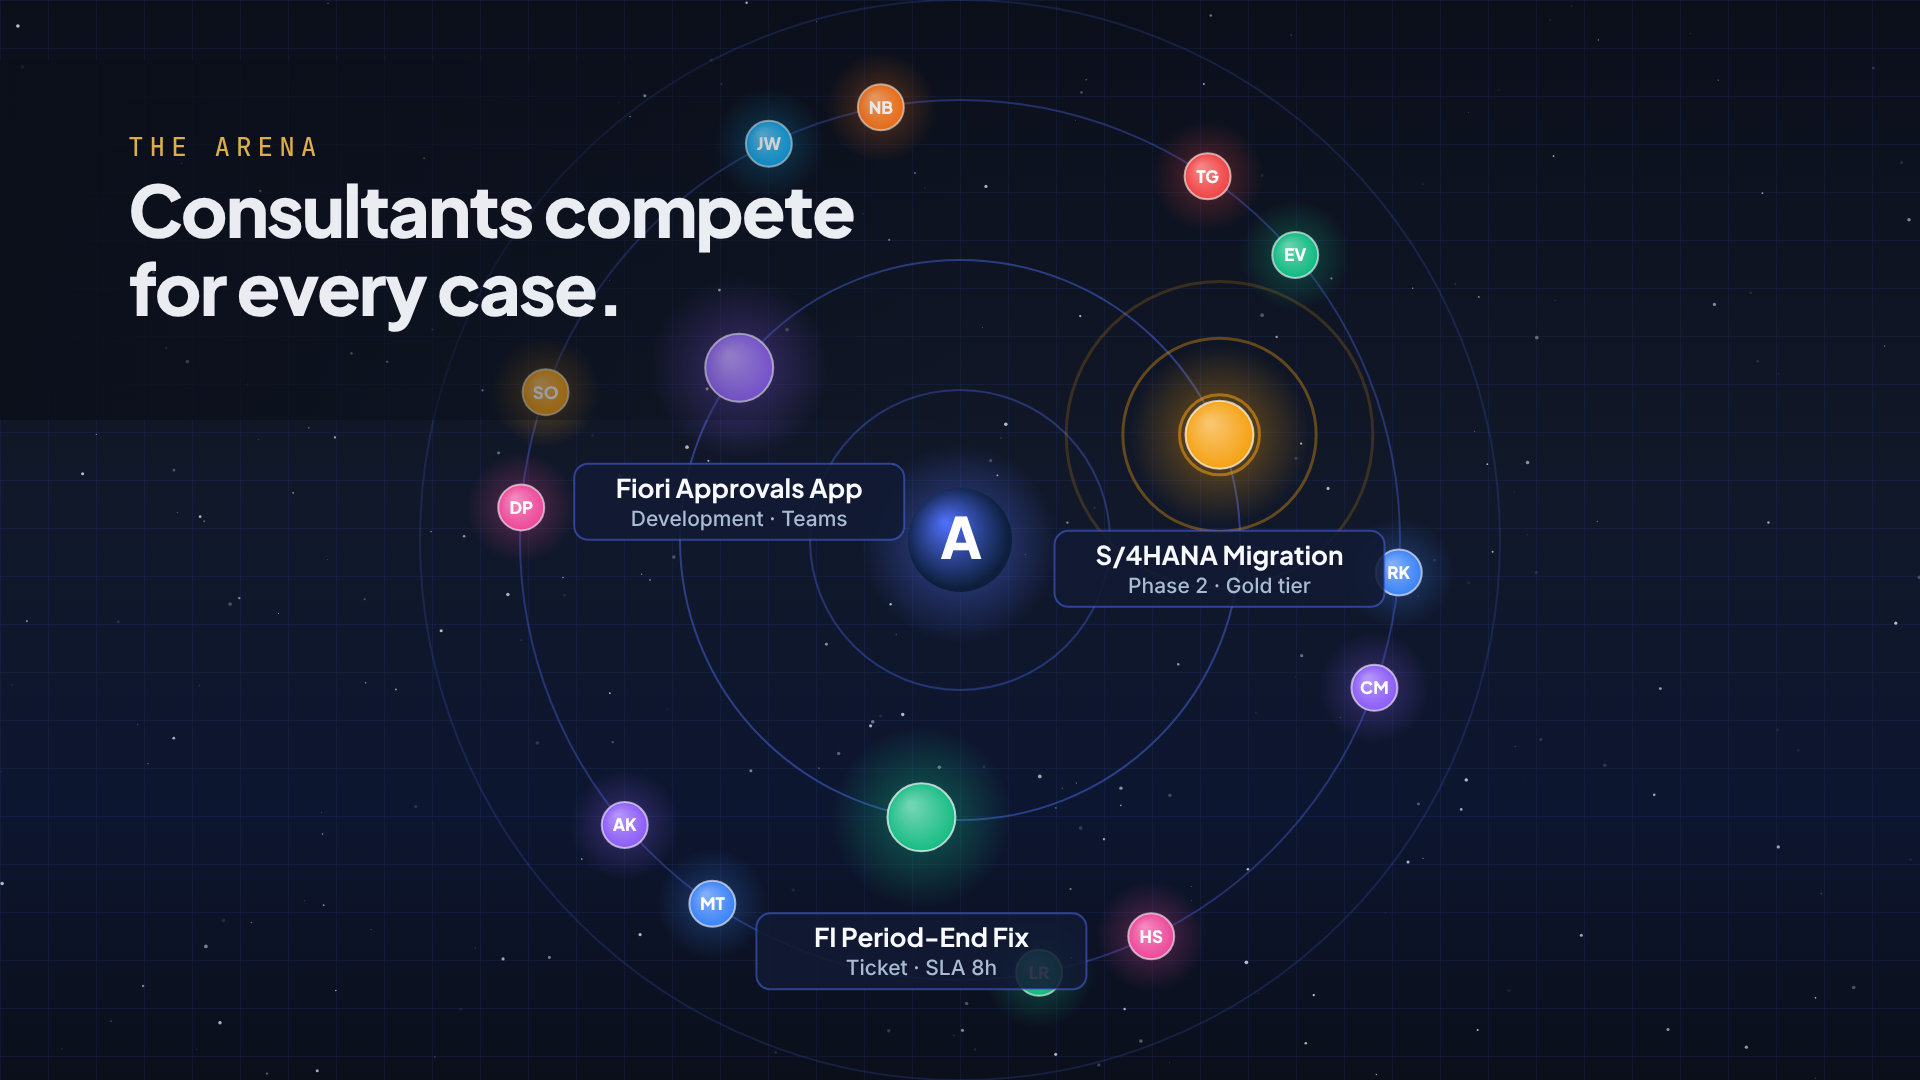 THE ARENA
Consultants compete
for every case.
NB
JW
TG
EV
SO
DP
Fiori Approvals App
Development · Teams
A
S/4HANA Migration
Phase 2 · Gold tier
RK
CM
AK
MT
FI Period-End Fix
Ticket · SLA 8h
LR
HS